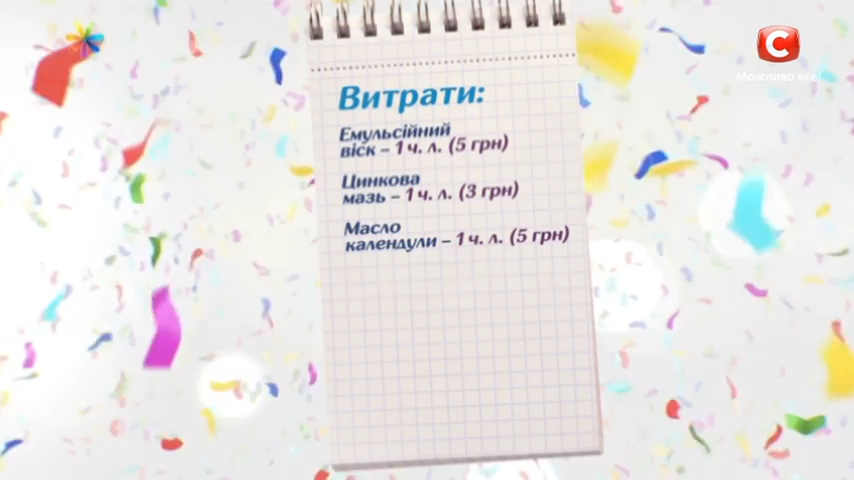 С
Можливо все!
Витрати:
Емульсійний
віск – 1 ч. л. (5 грн)
Цинкова
мазь – 1 ч. л. (3 грн)
Масло
календули – 1 ч. л. (5 грн)